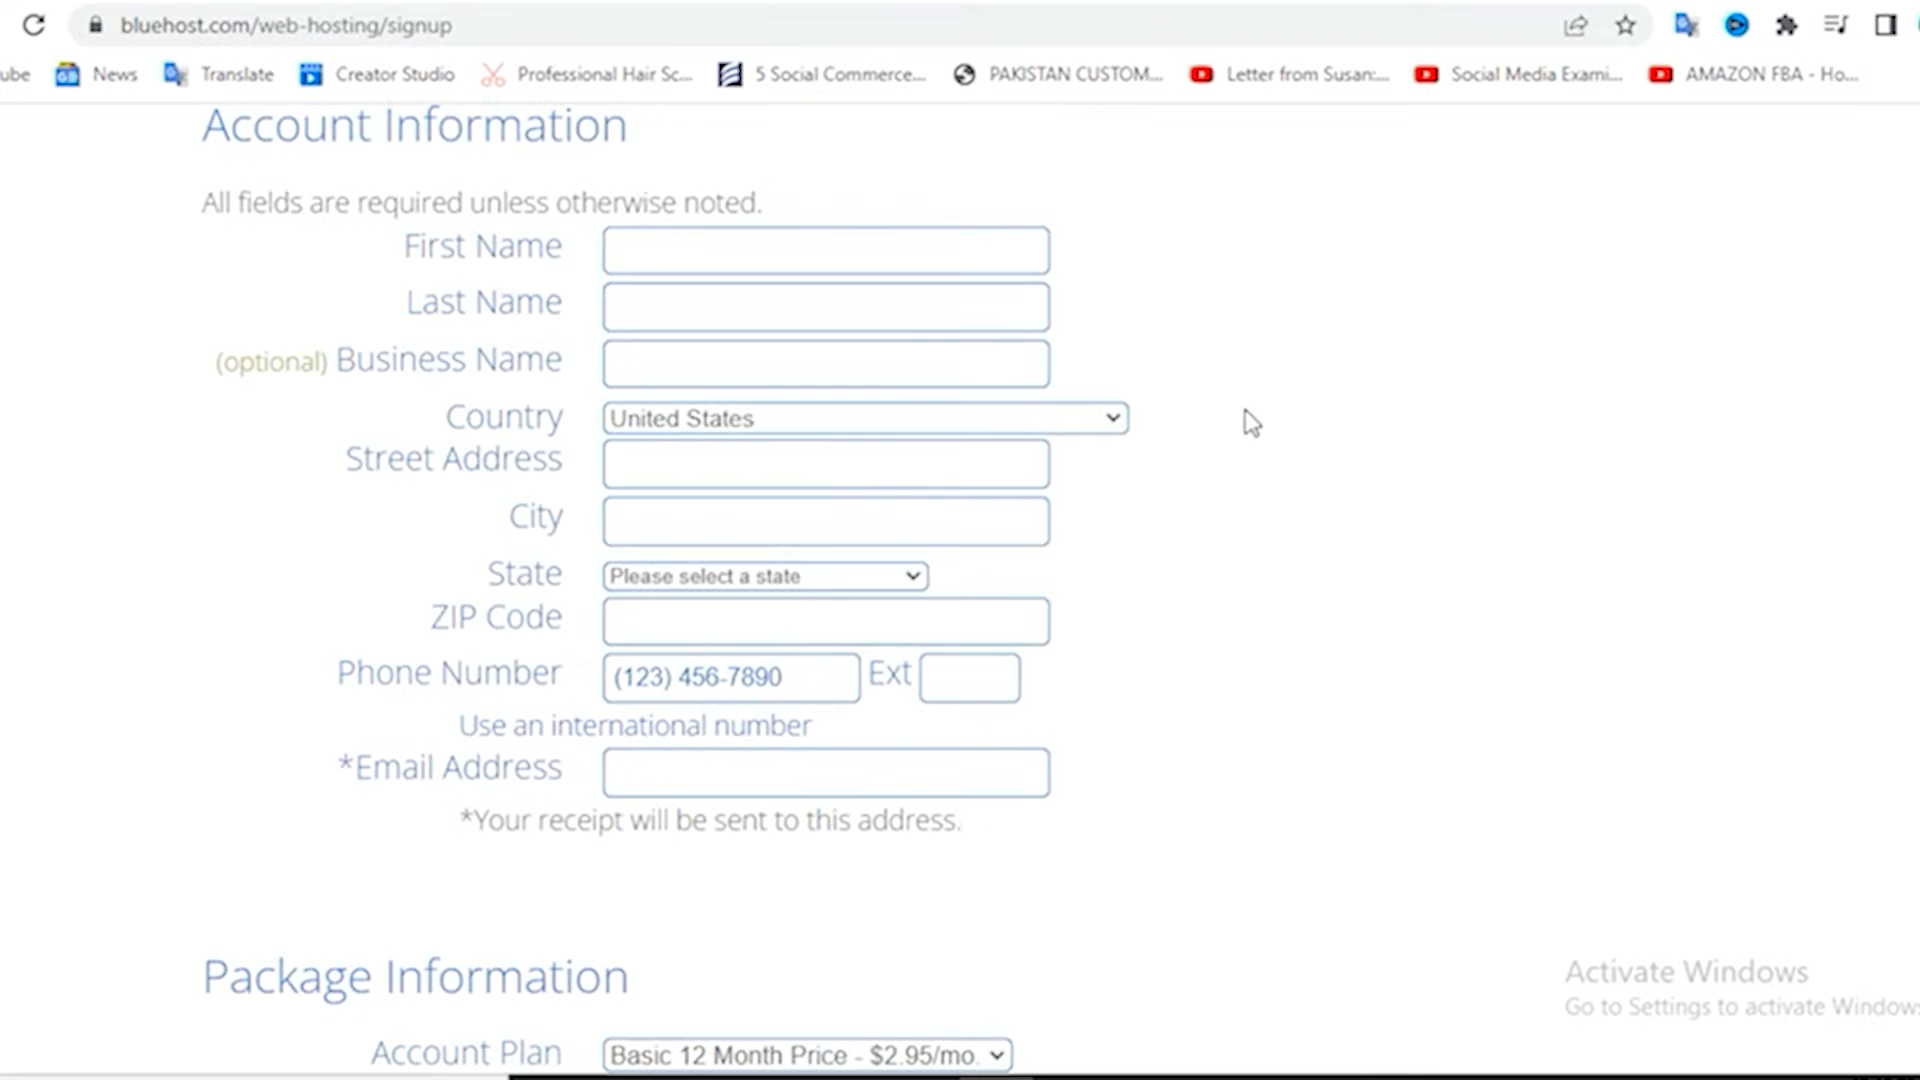 bluehost.com/web-hosting/signup
ube News Translate Creator Studio Professional Hair Sc... 5 Social Commerce... PAKISTAN CUSTOM... Letter from Susan:... Social Media Exami... AMAZON FBA - Ho...
Account Information
All fields are required unless otherwise noted.
First Name
Last Name
(optional) Business Name
Country United States
Street Address
City
State Please select a state
ZIP Code
Phone Number (123) 456-7890 Ext
Use an international number
*Email Address
*Your receipt will be sent to this address.
Package Information
Activate Windows
Go to Settings to activate Windows
Account Plan Basic 12 Month Price - $2.95/mo.